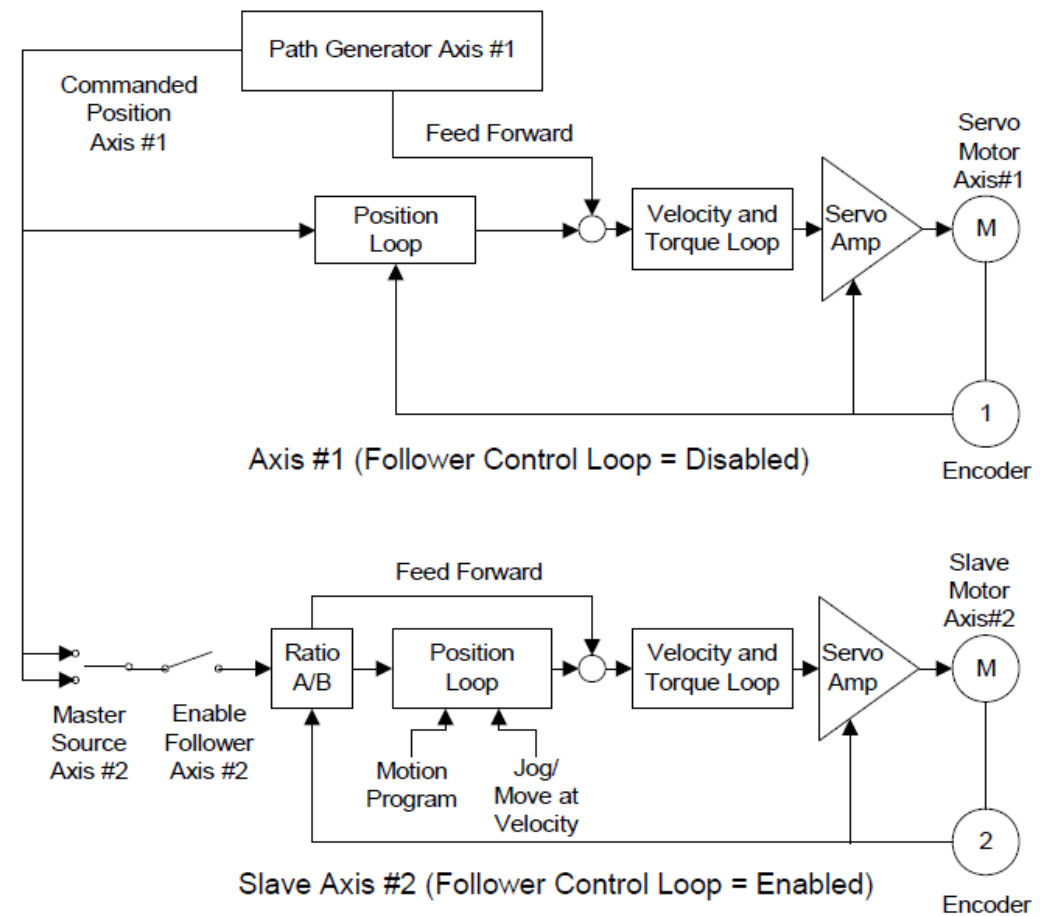 Path Generator Axis #1
Commanded
Position
Axis #1
Feed Forward
Servo
Motor
Axis#1
Position
Loop
Velocity and
Torque Loop
Servo
Amp
M
1
Encoder
Axis #1 (Follower Control Loop = Disabled)
Feed Forward
Slave
Motor
Axis#2
Ratio
A/B
Position
Loop
Velocity and
Torque Loop
Servo
Amp
M
Master
Source
Axis #2
Enable
Follower
Axis #2
Motion
Program
Jog/
Move at
Velocity
2
Encoder
Slave Axis #2 (Follower Control Loop = Enabled)